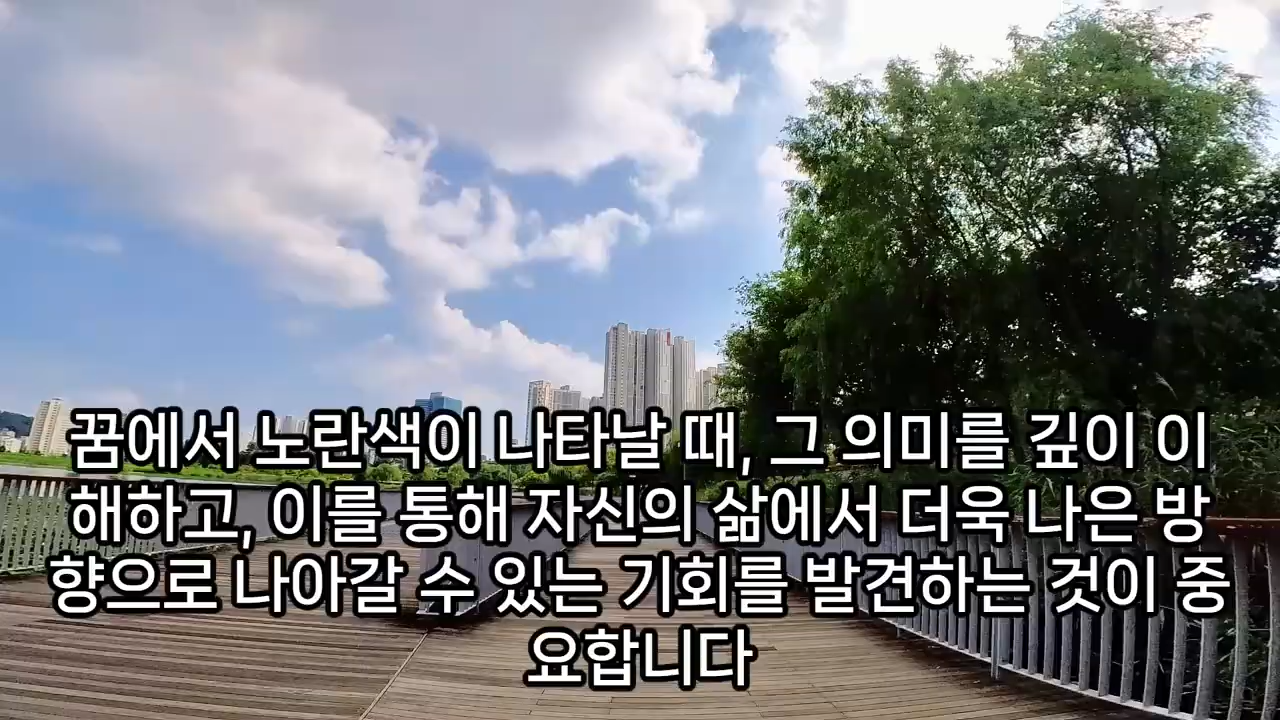 꿈에서 노란색이 나타날 때, 그 의미를 깊이 이
해하고, 이를 통해 자신의 삶에서 더욱 나은 방
향으로 나아갈 수 있는 기회를 발견하는 것이 중
요합니다